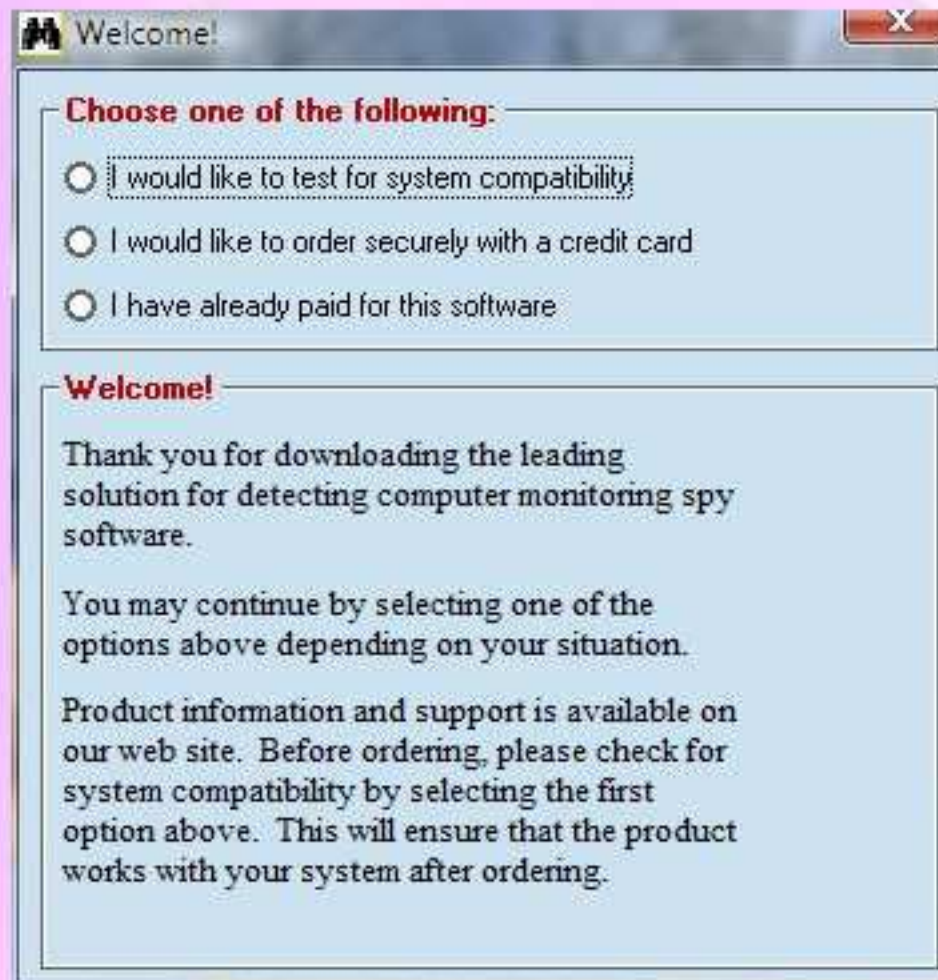 Welcome!
Choose one of the following:
I would like to test for system compatibility
I would like to order securely with a credit card
I have already paid for this software
Welcome!
Thank you for downloading the leading
solution for detecting computer monitoring spy
software.
You may continue by selecting one of the
options above depending on your situation.
Product information and support is available on
our web site.  Before ordering, please check for
system compatibility by selecting the first
option above.  This will ensure that the product
works with your system after ordering.